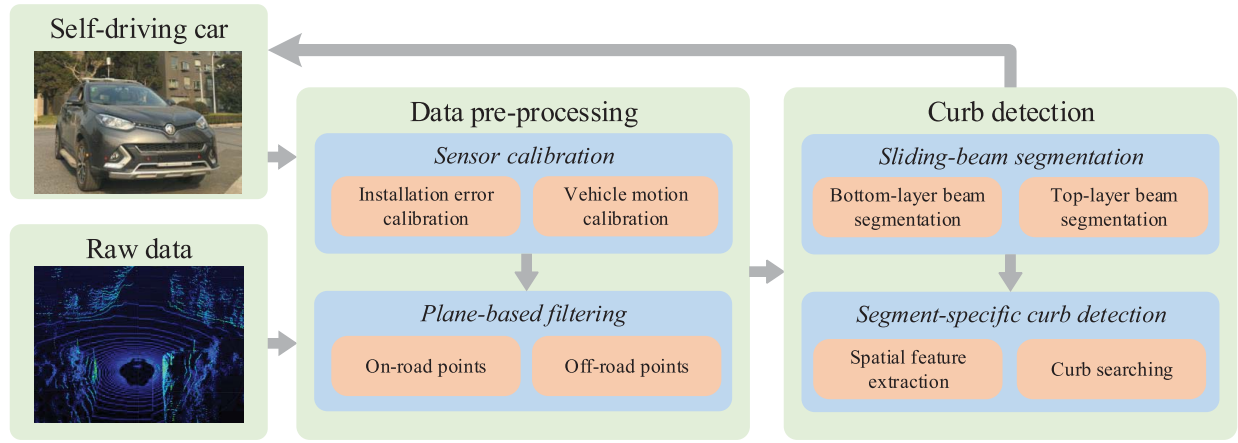 Self-driving car
Raw data
Data pre-processing
Sensor calibration
Installation error
calibration
Vehicle motion
calibration
Plane-based filtering
On-road points
Off-road points
Curb detection
Sliding-beam segmentation
Bottom-layer beam
segmentation
Top-layer beam
segmentation
Segment-specific curb detection
Spatial feature
extraction
Curb searching